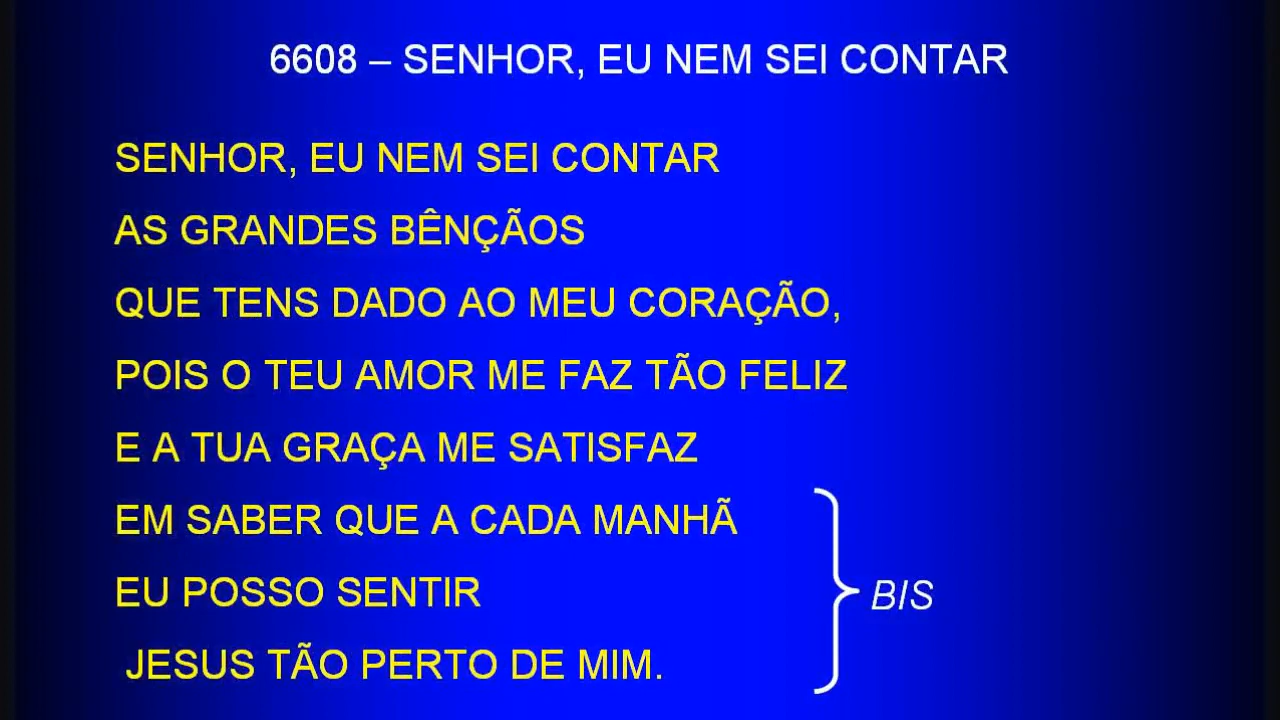 6608 – SENHOR, EU NEM SEI CONTAR
SENHOR, EU NEM SEI CONTAR
AS GRANDES BÊNÇÃOS
QUE TENS DADO AO MEU CORAÇÃO,
POIS O TEU AMOR ME FAZ TÃO FELIZ
E A TUA GRAÇA ME SATISFAZ
EM SABER QUE A CADA MANHÃ
EU POSSO SENTIR
JESUS TÃO PERTO DE MIM.
BIS